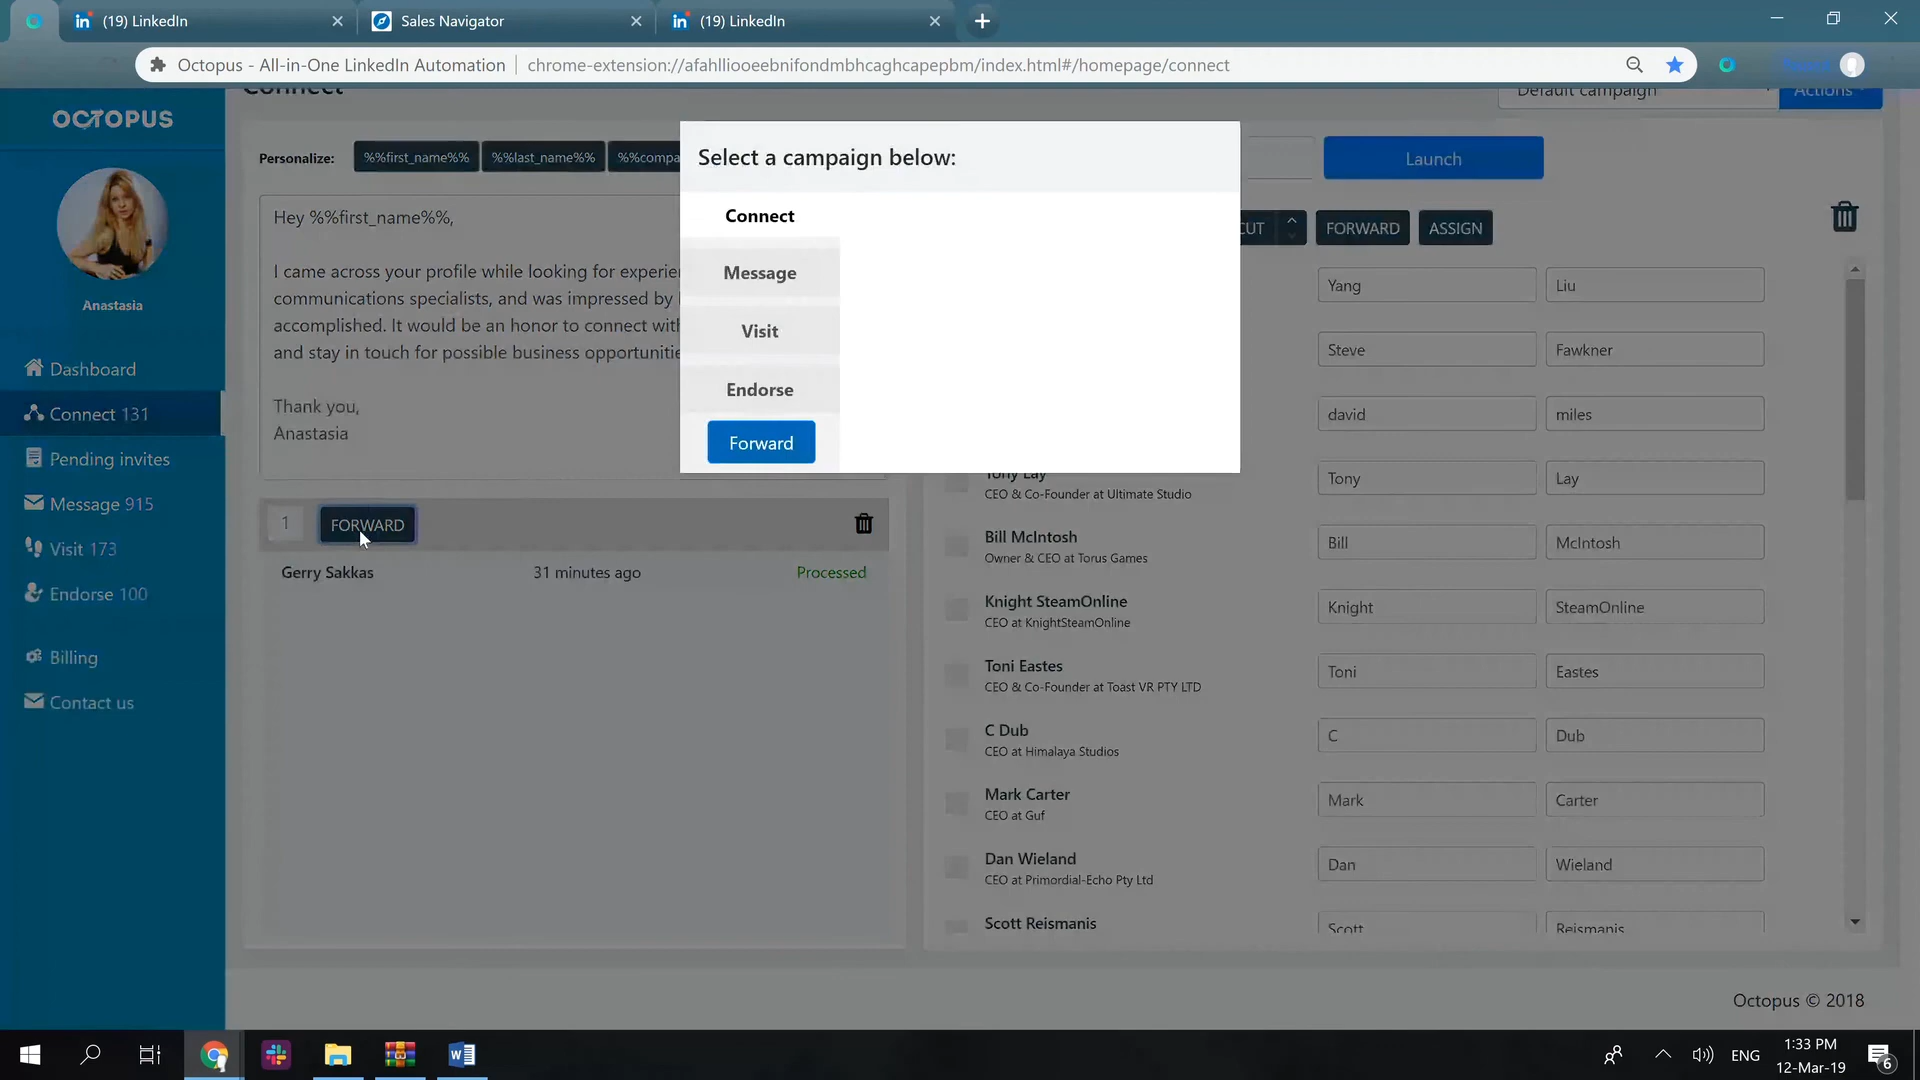 (19) LinkedIn
Sales Navigator
(19) LinkedIn
Octopus - All-in-One LinkedIn Automation
chrome-extension://afahlliooeebnifondmbhcaghcapepbm/index.html#/homepage/connect
OCTOPUS
Anastasia
Dashboard
Connect 131
Pending invites
Message 915
Visit 173
Endorse 100
Billing
Contact us
Connect
Default campaign
Actions
Personalize:
%%first_name%%
%%last_name%%
%%compa
Hey %%first_name%%,
I came across your profile while looking for experie
communications specialists, and was impressed by
accomplished. It would be an honor to connect wit
and stay in touch for possible business opportunitie
Thank you,
Anastasia
1
FORWARD
Gerry Sakkas
31 minutes ago
Processed
Select a campaign below:
Connect
Message
Visit
Endorse
Forward
Launch
CUT
FORWARD
ASSIGN
Yang
Liu
Steve
Fawkner
david
miles
Tony Lay
CEO & Co-Founder at Ultimate Studio
Tony
Lay
Bill McIntosh
Owner & CEO at Torus Games
Bill
McIntosh
Knight SteamOnline
CEO at KnightSteamOnline
Knight
SteamOnline
Toni Eastes
CEO & Co-Founder at Toast VR PTY LTD
Toni
Eastes
C Dub
CEO at Himalaya Studios
C
Dub
Mark Carter
CEO at Guf
Mark
Carter
Dan Wieland
CEO at Primordial-Echo Pty Ltd
Dan
Wieland
Scott Reismanis
Scott
Reismanis
Octopus © 2018
ENG
1:33 PM
12-Mar-19
6